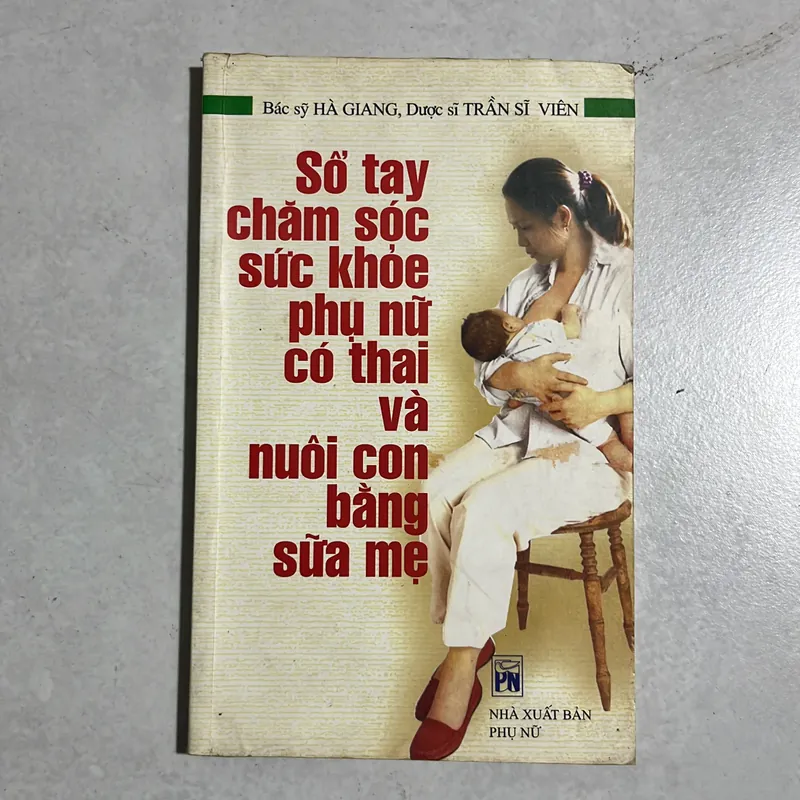 Bác sỹ HÀ GIANG, Dược sĩ TRẦN SĨ VIÊN
Sổ tay
chăm sóc
sức khỏe
phụ nữ
có thai
và
nuôi con
bằng
sữa mẹ
PN
NHÀ XUẤT BẢN
PHỤ NỮ